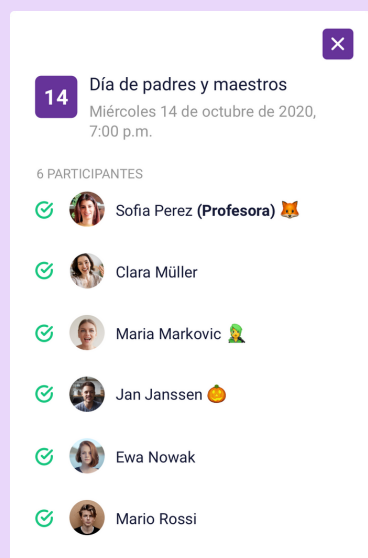 14
Día de padres y maestros
Miércoles 14 de octubre de 2020,
7:00 p.m.
6 PARTICIPANTES
Sofia Perez (Profesora) 🦊
Clara Müller
Maria Markovic 🧝‍♀️
Jan Janssen 🎃
Ewa Nowak
Mario Rossi